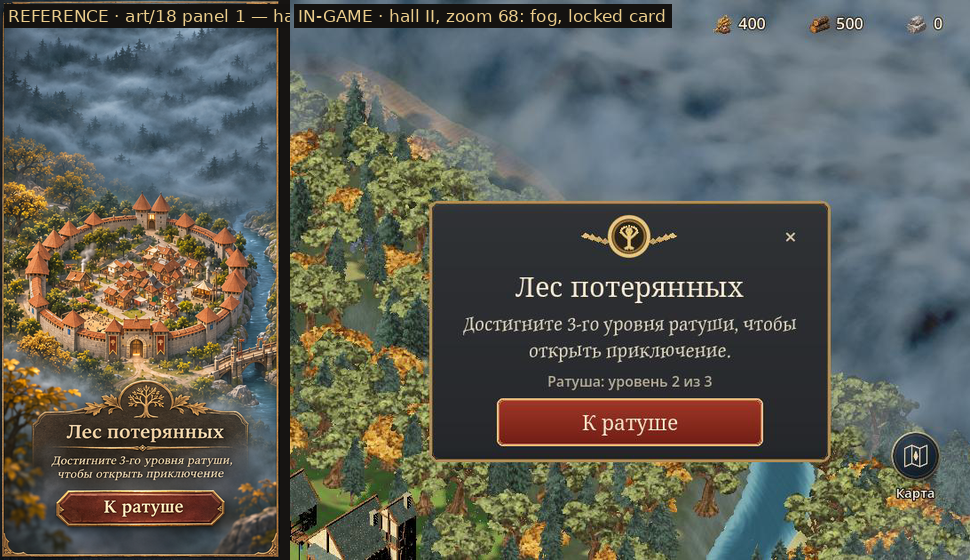 REFERENCE · art/18 panel 1 — ha
IN-GAME · hall II, zoom 68: fog, locked card
400
500
0
Лес потерянных
Достигните 3-го уровня ратуши,
чтобы открыть приключение
К ратуше
×
Лес потерянных
Достигните 3-го уровня ратуши, чтобы
открыть приключение.
Ратуша: уровень 2 из 3
К ратуше
Карта